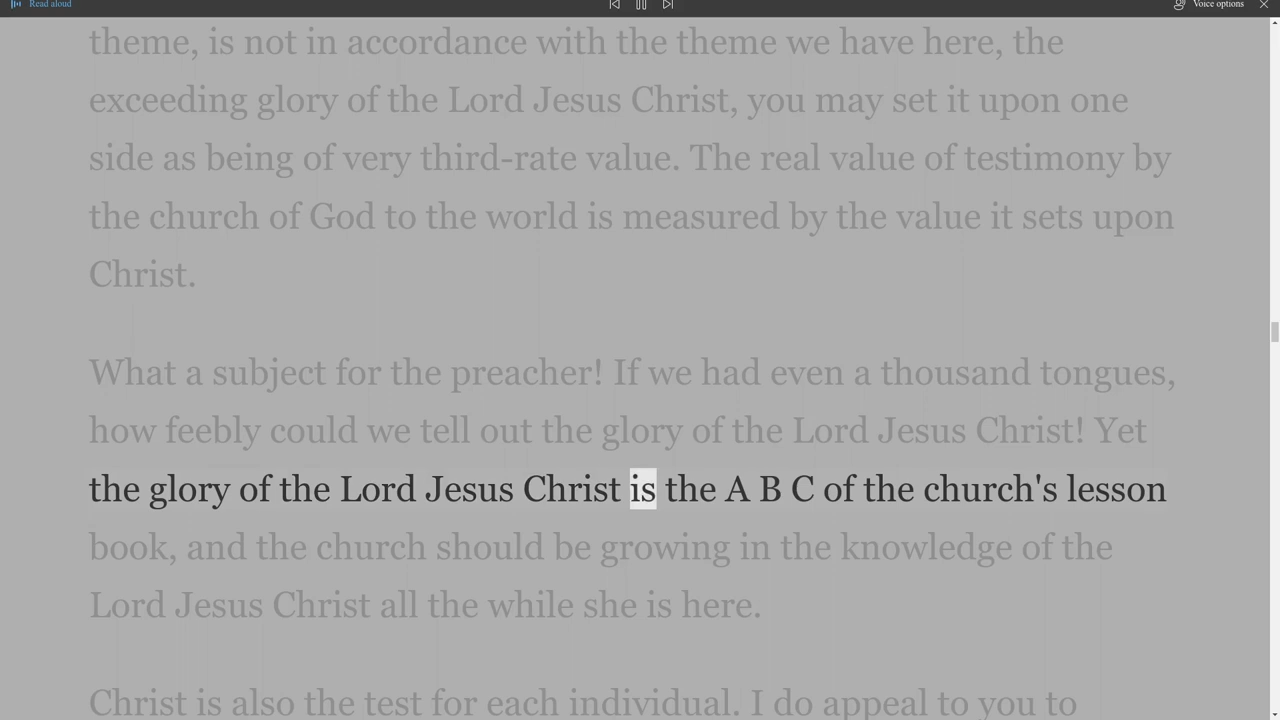 Read aloud
Voice options
theme, is not in accordance with the theme we have here, the
exceeding glory of the Lord Jesus Christ, you may set it upon one
side as being of very third-rate value. The real value of testimony by
the church of God to the world is measured by the value it sets upon
Christ.
What a subject for the preacher! If we had even a thousand tongues,
how feebly could we tell out the glory of the Lord Jesus Christ! Yet
the glory of the Lord Jesus Christ is the A B C of the church's lesson
book, and the church should be growing in the knowledge of the
Lord Jesus Christ all the while she is here.
Christ is also the test for each individual. I do appeal to you to